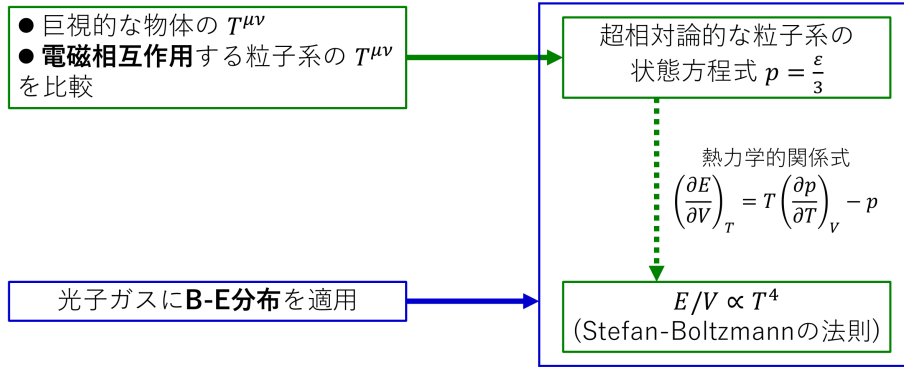 ● 巨視的な物体の T^{μν}
● 電磁相互作用する粒子系の T^{μν}
を比較
超相対論的な粒子系の
状態方程式 p = ε/3
熱力学的関係式
(∂E/∂V)_T = T(∂p/∂T)_V − p
光子ガスにB-E分布を適用
E/V ∝ T^4
(Stefan-Boltzmannの法則)